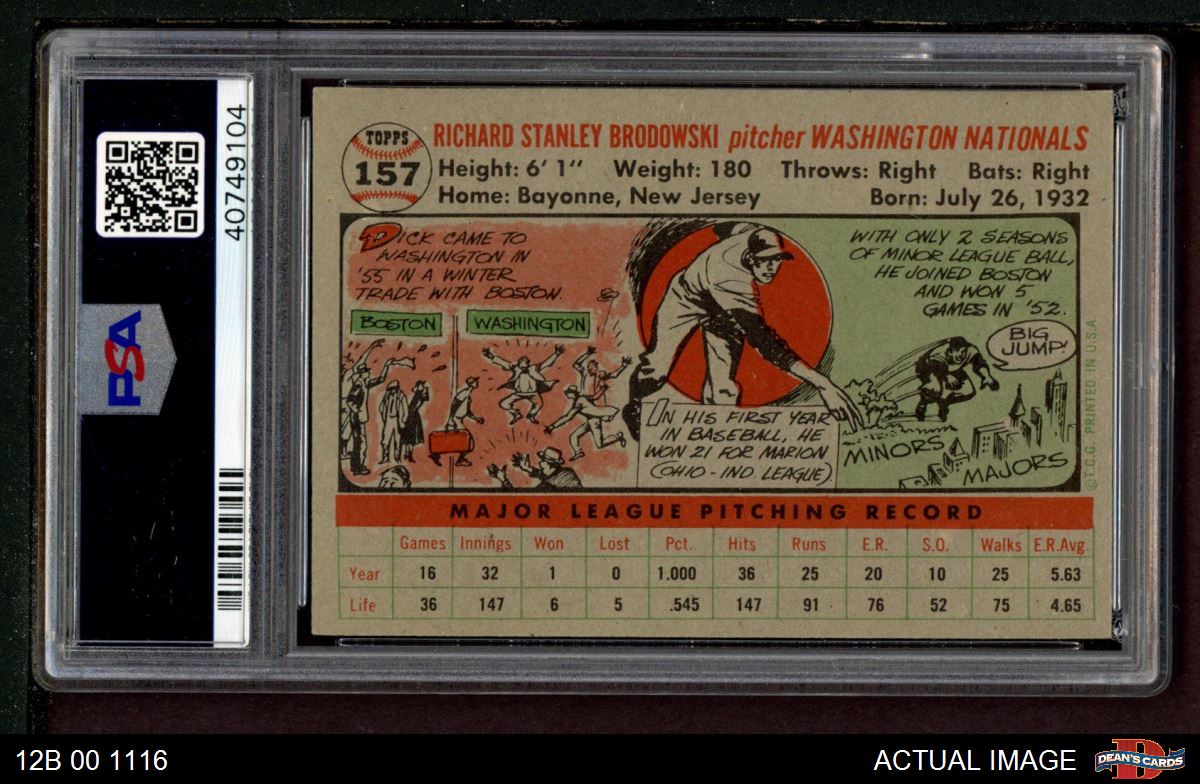 40749104
PSA
TOPPS
157
RICHARD STANLEY BRODOWSKI pitcher WASHINGTON NATIONALS
Height: 6' 1" Weight: 180 Throws: Right Bats: Right
Home: Bayonne, New Jersey Born: July 26, 1932
DICK CAME TO
WASHINGTON IN
'55 IN A WINTER
TRADE WITH BOSTON.
BOSTON WASHINGTON
IN HIS FIRST YEAR
IN BASEBALL, HE
WON 21 FOR MARION
(OHIO-IND LEAGUE)
WITH ONLY 2 SEASONS
OF MINOR LEAGUE BALL,
HE JOINED BOSTON
AND WON 5
GAMES IN '52.
BIG
JUMP!
MINORS
MAJORS
©T.C.G. PRINTED IN U.S.A.
MAJOR LEAGUE PITCHING RECORD
Games Innings Won Lost Pct. Hits Runs E.R. S.O. Walks E.R.Avg.
Year 16 32 1 0 1.000 36 25 20 10 25 5.63
Life 36 147 6 5 .545 147 91 76 52 75 4.65
12B 00 1116
ACTUAL IMAGE
D
DEAN'S CARDS